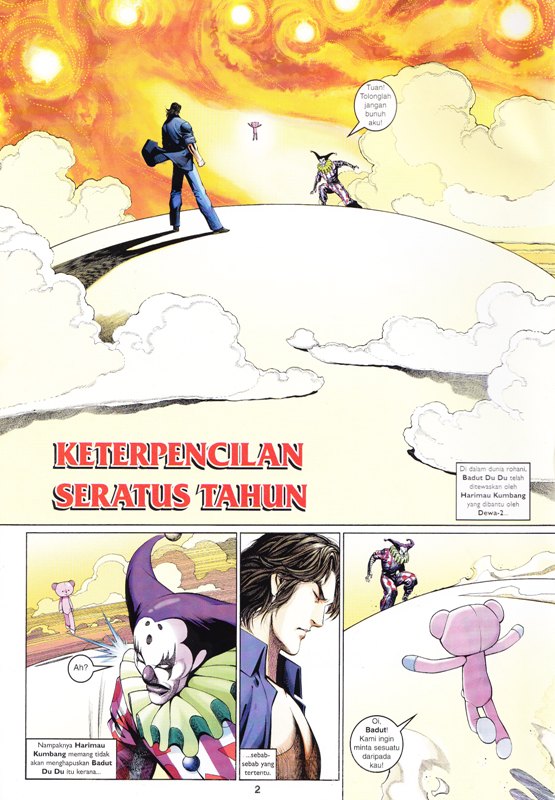 Tuan!
Tolonglah
jangan
bunuh
aku!
KETERPENCILAN
SERATUS TAHUN
Di dalam dunia rohani,
Badut Du Du telah
ditewaskan oleh
Harimau Kumbang
yang dibantu oleh
Dewa-2...
Ah?
Nampaknya Harimau
Kumbang memang tidak
akan menghapuskan Badut
Du Du itu kerana...
...sebab-
sebab yang
tertentu.
Oi,
Badut!
Kami ingin
minta sesuatu
daripada
kau!
2